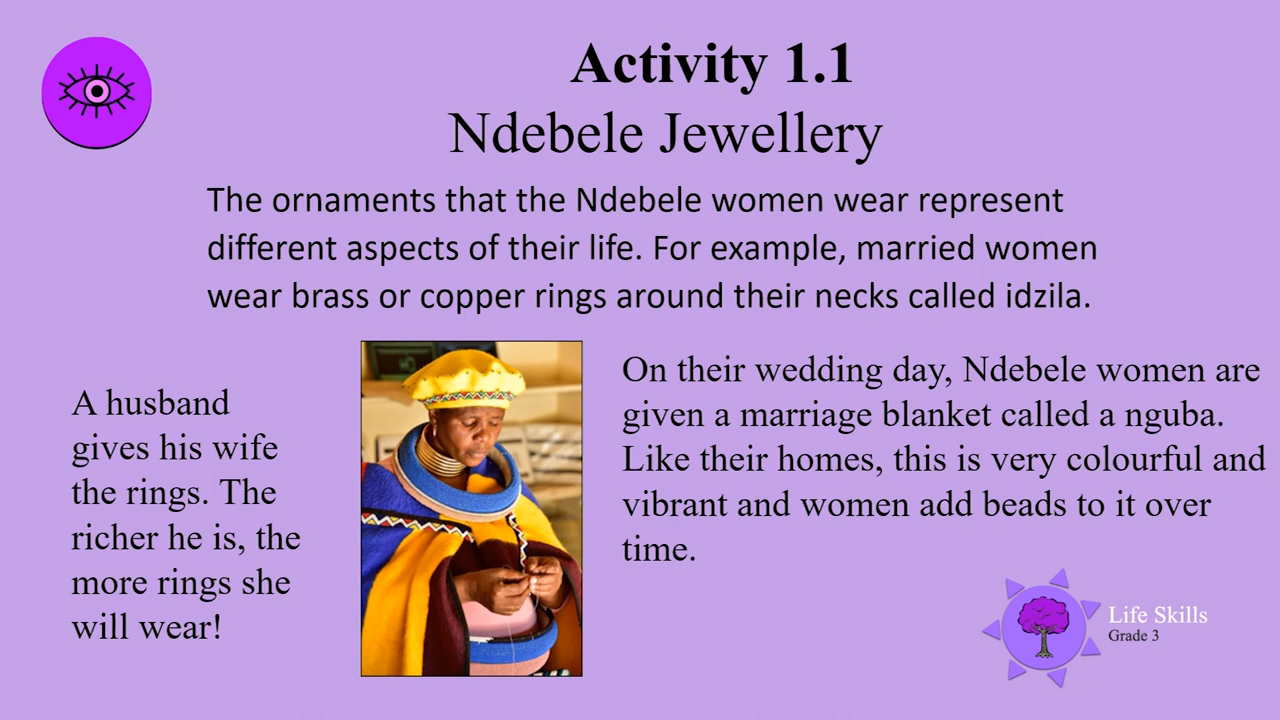 Activity 1.1
Ndebele Jewellery
The ornaments that the Ndebele women wear represent
different aspects of their life. For example, married women
wear brass or copper rings around their necks called idzila.
A husband
gives his wife
the rings. The
richer he is, the
more rings she
will wear!
On their wedding day, Ndebele women are
given a marriage blanket called a nguba.
Like their homes, this is very colourful and
vibrant and women add beads to it over
time.
Life Skills
Grade 3